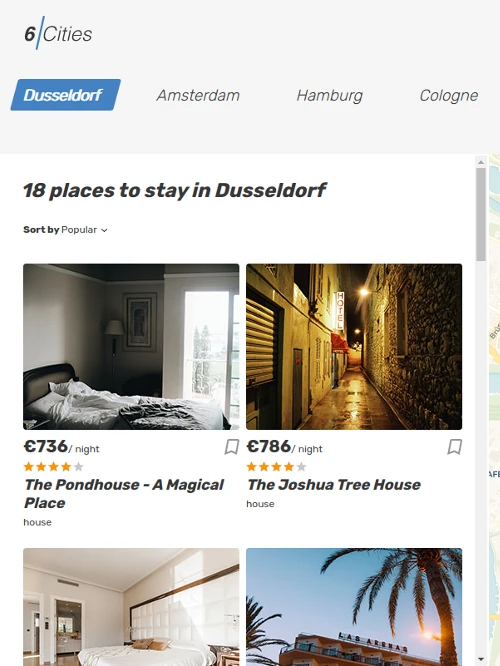 6 Cities
Dusseldorf Amsterdam Hamburg Cologne
18 places to stay in Dusseldorf
Sort by Popular
HOTEL
€736/ night
€786/ night
The Pondhouse - A Magical
Place
house
The Joshua Tree House
house
LAS ARENAS